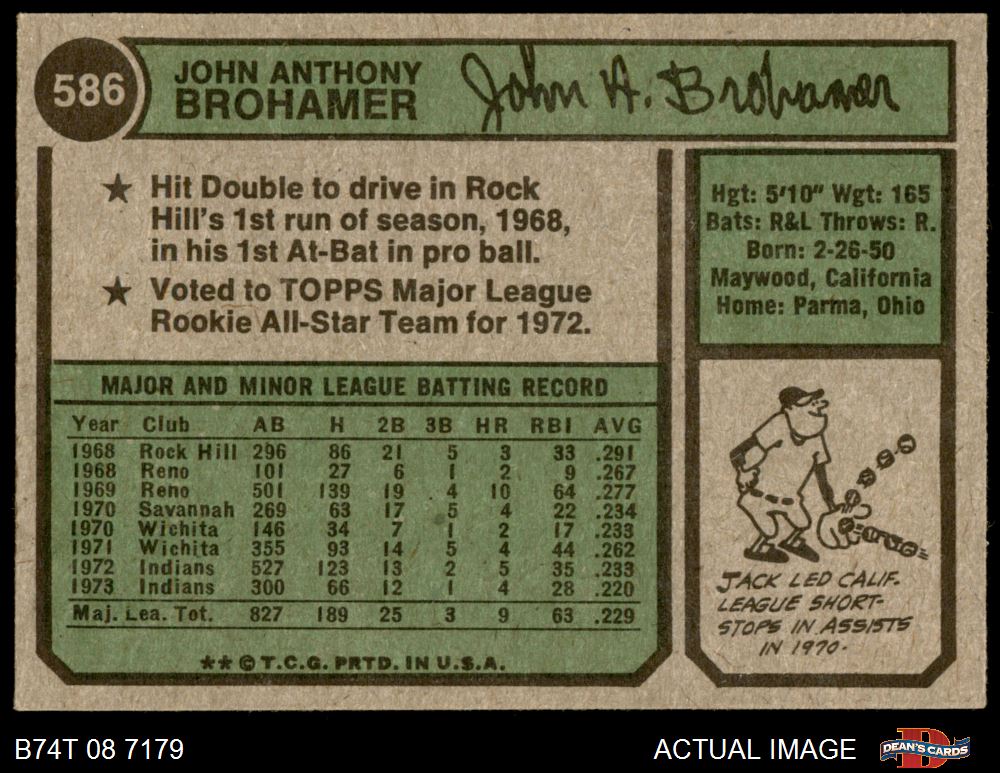 586
JOHN ANTHONY
BROHAMER
John A. Brohamer
★ Hit Double to drive in Rock
Hill's 1st run of season, 1968,
in his 1st At-Bat in pro ball.
★ Voted to TOPPS Major League
Rookie All-Star Team for 1972.
Hgt: 5'10" Wgt: 165
Bats: R&L Throws: R.
Born: 2-26-50
Maywood, California
Home: Parma, Ohio
MAJOR AND MINOR LEAGUE BATTING RECORD
Year Club AB H 2B 3B HR RBI AVG
1968 Rock Hill 296 86 21 5 3 33 .291
1968 Reno 101 27 6 1 2 9 .267
1969 Reno 501 139 19 4 10 64 .277
1970 Savannah 269 63 17 5 4 22 .234
1970 Wichita 146 34 7 1 2 17 .233
1971 Wichita 355 93 14 5 4 44 .262
1972 Indians 527 123 13 2 5 35 .233
1973 Indians 300 66 12 1 4 28 .220
Maj. Lea. Tot. 827 189 25 3 9 63 .229
JACK LED CALIF.
LEAGUE SHORT-
STOPS IN ASSISTS
IN 1970.
★★ © T.C.G. PRTD. IN U.S.A.
B74T 08 7179
ACTUAL IMAGE
DEAN'S CARDS